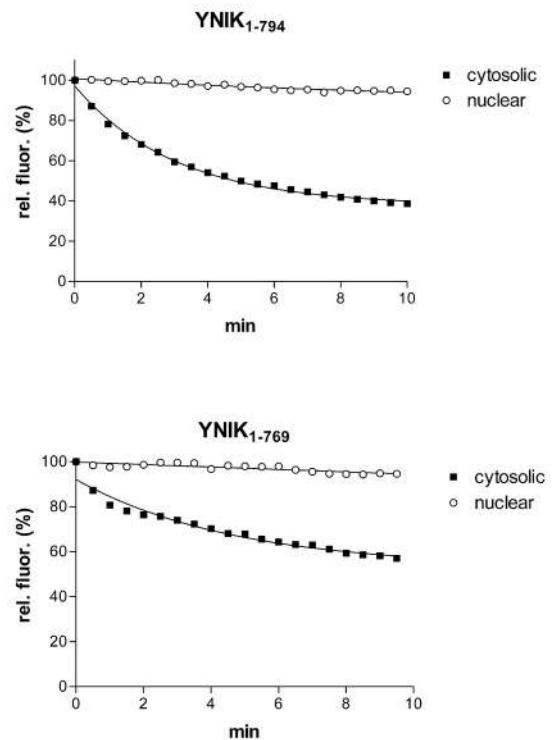 YNIK1-794
100
80
60
40
20
0
rel. fluor. (%)
0 2 4 6 8 10
min
cytosolic
nuclear
YNIK1-769
100
80
60
40
20
0
rel. fluor. (%)
0 2 4 6 8 10
min
cytosolic
nuclear